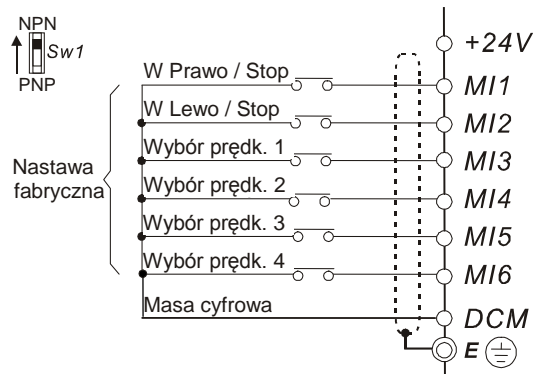 NPN
Sw1
PNP
+24V
W Prawo / Stop
MI1
W Lewo / Stop
MI2
Wybór prędk. 1
MI3
Nastawa
fabryczna
Wybór prędk. 2
MI4
Wybór prędk. 3
MI5
Wybór prędk. 4
MI6
Masa cyfrowa
DCM
E